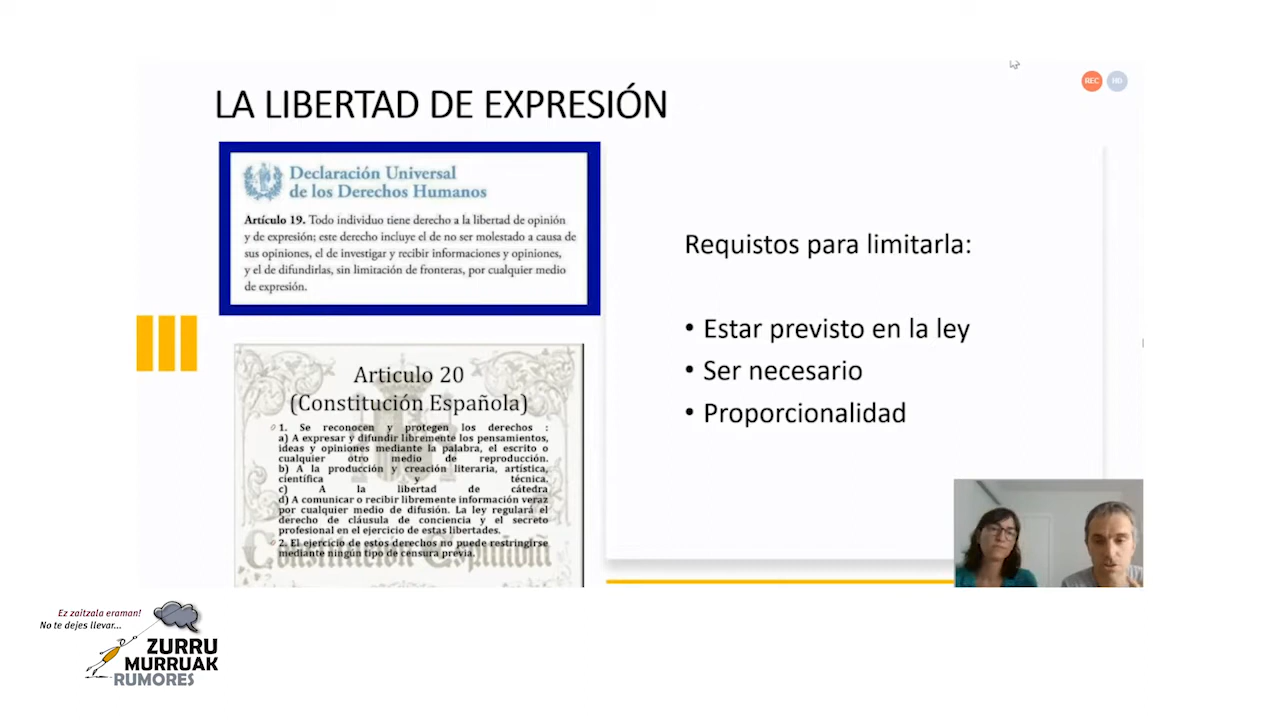 LA LIBERTAD DE EXPRESIÓN
REC
HD
Declaración Universal
de los Derechos Humanos
Artículo 19. Todo individuo tiene derecho a la libertad de opinión
y de expresión; este derecho incluye el de no ser molestado a causa de
sus opiniones, el de investigar y recibir informaciones y opiniones,
y el de difundirlas, sin limitación de fronteras, por cualquier medio
de expresión.
Articulo 20
(Constitución Española)
1. Se reconocen y protegen los derechos :
a) A expresar y difundir libremente los pensamientos,
ideas y opiniones mediante la palabra, el escrito o
cualquier otro medio de reproducción.
b) A la producción y creación literaria, artística,
científica y técnica.
c) A la libertad de cátedra
d) A comunicar o recibir libremente información veraz
por cualquier medio de difusión. La ley regulará el
derecho de cláusula de conciencia y el secreto
profesional en el ejercicio de estas libertades.
2. El ejercicio de estos derechos no puede restringirse
mediante ningún tipo de censura previa.
Constitución Española
Requistos para limitarla:
• Estar previsto en la ley
• Ser necesario
• Proporcionalidad
Ez zaitzala eraman!
No te dejes llevar...
ZURRU
MURRUAK
RUMORES